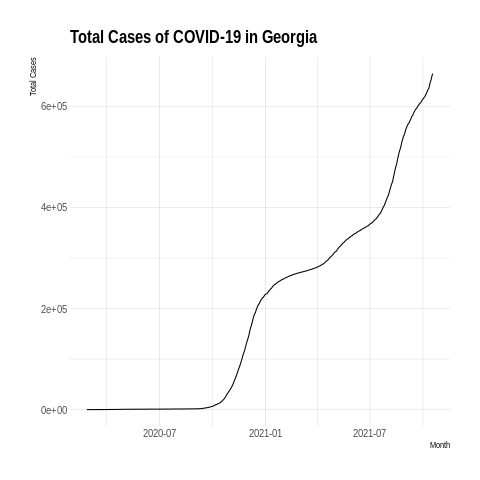 Total Cases of COVID-19 in Georgia
Total Cases
6e+05
4e+05
2e+05
0e+00
2020-07 2021-01 2021-07
Month